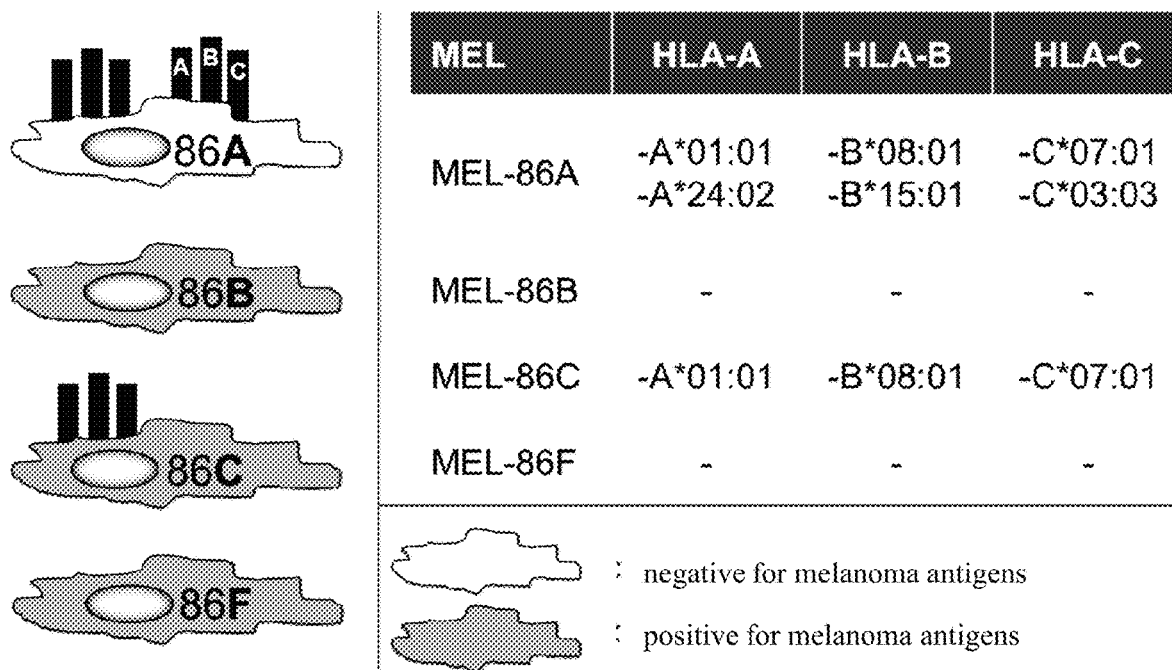 A B C
86A
86B
86C
86F
MEL HLA-A HLA-B HLA-C
MEL-86A -A*01:01 -B*08:01 -C*07:01
-A*24:02 -B*15:01 -C*03:03
MEL-86B - - -
MEL-86C -A*01:01 -B*08:01 -C*07:01
MEL-86F - - -
: negative for melanoma antigens
: positive for melanoma antigens